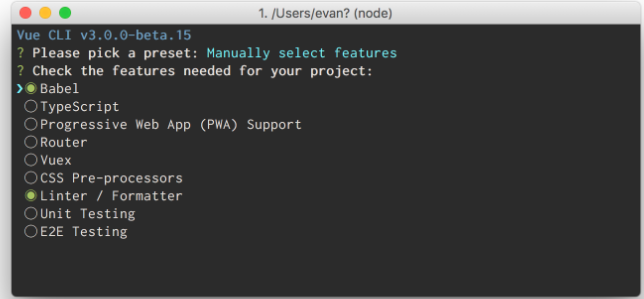 1. /Users/evan? (node)
Vue CLI v3.0.0-beta.15
? Please pick a preset: Manually select features
? Check the features needed for your project:
❯◉ Babel
◯ TypeScript
◯ Progressive Web App (PWA) Support
◯ Router
◯ Vuex
◯ CSS Pre-processors
◉ Linter / Formatter
◯ Unit Testing
◯ E2E Testing